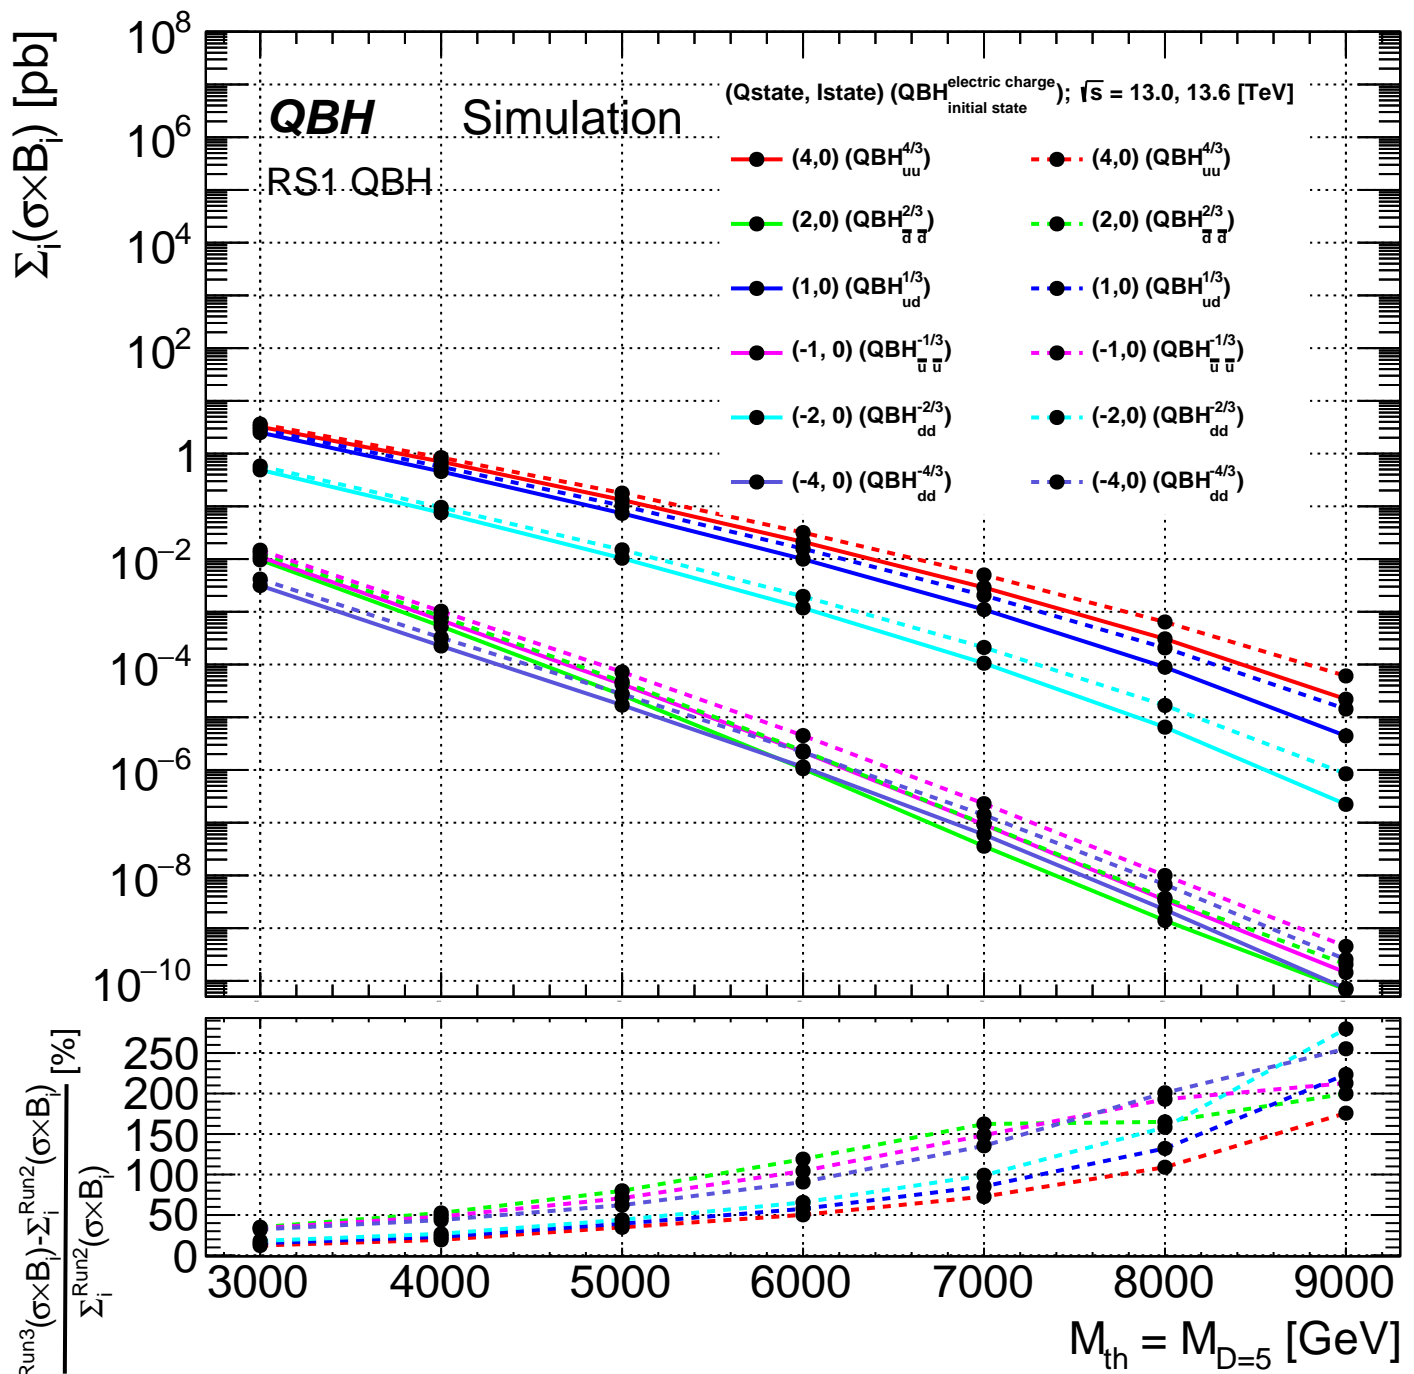 Σ_i(σ×B_i) [pb]
10^8
10^6
10^4
10^2
1
10^−2
10^−4
10^−6
10^−8
10^−10
QBH Simulation
RS1 QBH
(Qstate, Istate) (QBH^electric charge_initial state); √s = 13.0, 13.6 [TeV]
(4,0) (QBH^4/3_uu) (4,0) (QBH^4/3_uu)
(2,0) (QBH^2/3_d̅ d̅) (2,0) (QBH^2/3_d̅ d̅)
(1,0) (QBH^1/3_ud) (1,0) (QBH^1/3_ud)
(-1, 0) (QBH^-1/3_u̅ u̅) (-1,0) (QBH^-1/3_u̅ u̅)
(-2, 0) (QBH^-2/3_dd) (-2,0) (QBH^-2/3_dd)
(-4, 0) (QBH^-4/3_dd) (-4,0) (QBH^-4/3_dd)
Run3(σ×B_i)-Σ_i^Run2(σ×B_i) [%]
Σ_i^Run2(σ×B_i)
250
200
150
100
50
0
3000 4000 5000 6000 7000 8000 9000
M_th = M_D=5 [GeV]